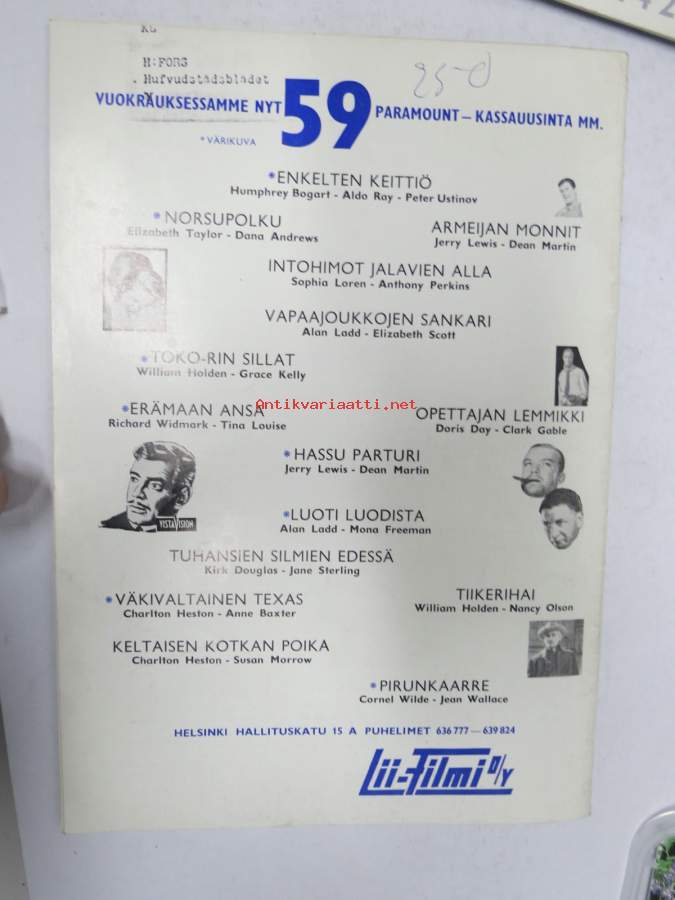 H:FORS
Hufvudstadsbladet
VUOKRAUKSESSAMME NYT 59 PARAMOUNT – KASSAUUSINTA MM.
*VÄRIKUVA
*ENKELTEN KEITTIÖ
Humphrey Bogart - Aldo Ray - Peter Ustinov
*NORSUPOLKU
Elizabeth Taylor - Dana Andrews
ARMEIJAN MONNIT
Jerry Lewis - Dean Martin
INTOHIMOT JALAVIEN ALLA
Sophia Loren - Anthony Perkins
VAPAAJOUKKOJEN SANKARI
Alan Ladd - Elizabeth Scott
*TOKO-RIN SILLAT
William Holden - Grace Kelly
Antikvariaatti.net
*ERÄMAAN ANSA
Richard Widmark - Tina Louise
OPETTAJAN LEMMIKKI
Doris Day - Clark Gable
*HASSU PARTURI
Jerry Lewis - Dean Martin
VISTAVISION
*LUOTI LUODISTA
Alan Ladd - Mona Freeman
TUHANSIEN SILMIEN EDESSÄ
Kirk Douglas - Jane Sterling
*VÄKIVALTAINEN TEXAS
Charlton Heston - Anne Baxter
TIIKERIHAI
William Holden - Nancy Olson
KELTAISEN KOTKAN POIKA
Charlton Heston - Susan Morrow
*PIRUNKAARRE
Cornel Wilde - Jean Wallace
HELSINKI HALLITUSKATU 15 A PUHELIMET 636 777 — 639 824
Lii-Filmi O/Y